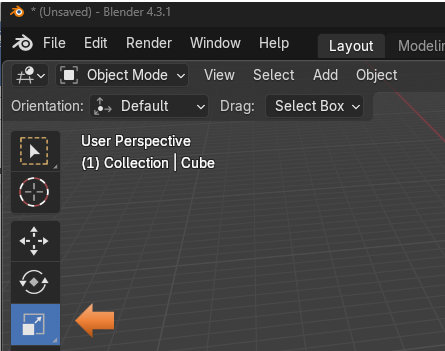 * (Unsaved) - Blender 4.3.1
File Edit Render Window Help Layout
Object Mode View Select Add Object
Orientation: Default Drag: Select Box
User Perspective
(1) Collection | Cube